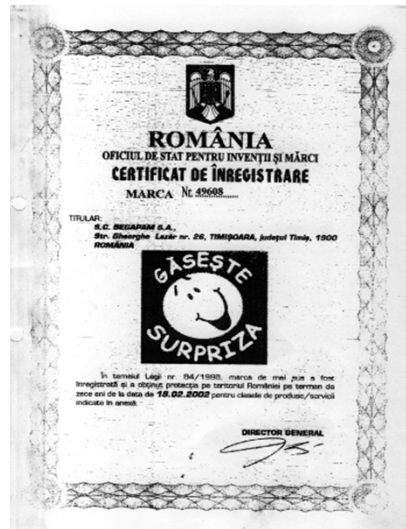 ROMÂNIA
OFICIUL DE STAT PENTRU INVENȚII ȘI MĂRCI
CERTIFICAT DE ÎNREGISTRARE
MARCA Nr. 49608
TITULAR:
S.C. BEGAPAM S.A.,
Str. Gheorghe Lazăr nr. 26, TIMIȘOARA, județul Timiș, 1900
ROMÂNIA
GĂSEȘTE
SURPRIZA
În temeiul Legii nr. 84/1998, marca de mai sus a fost
înregistrată și a obținut protecția pe teritoriul României pe termen de
zece ani de la data de 18.02.2002 pentru clasele de produse/servicii
indicate în anexă.
DIRECTOR GENERAL